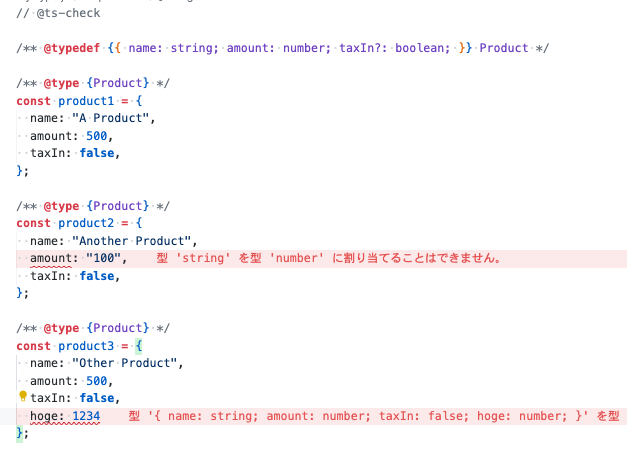 // @ts-check
/** @typedef {{ name: string; amount: number; taxIn?: boolean; }} Product */
/** @type {Product} */
const product1 = {
name: "A Product",
amount: 500,
taxIn: false,
};
/** @type {Product} */
const product2 = {
name: "Another Product",
amount: "100", 型 'string' を型 'number' に割り当てることはできません。
taxIn: false,
};
/** @type {Product} */
const product3 = {
name: "Other Product",
amount: 500,
taxIn: false,
hoge: 1234 型 '{ name: string; amount: number; taxIn: false; hoge: number; }' を型
};